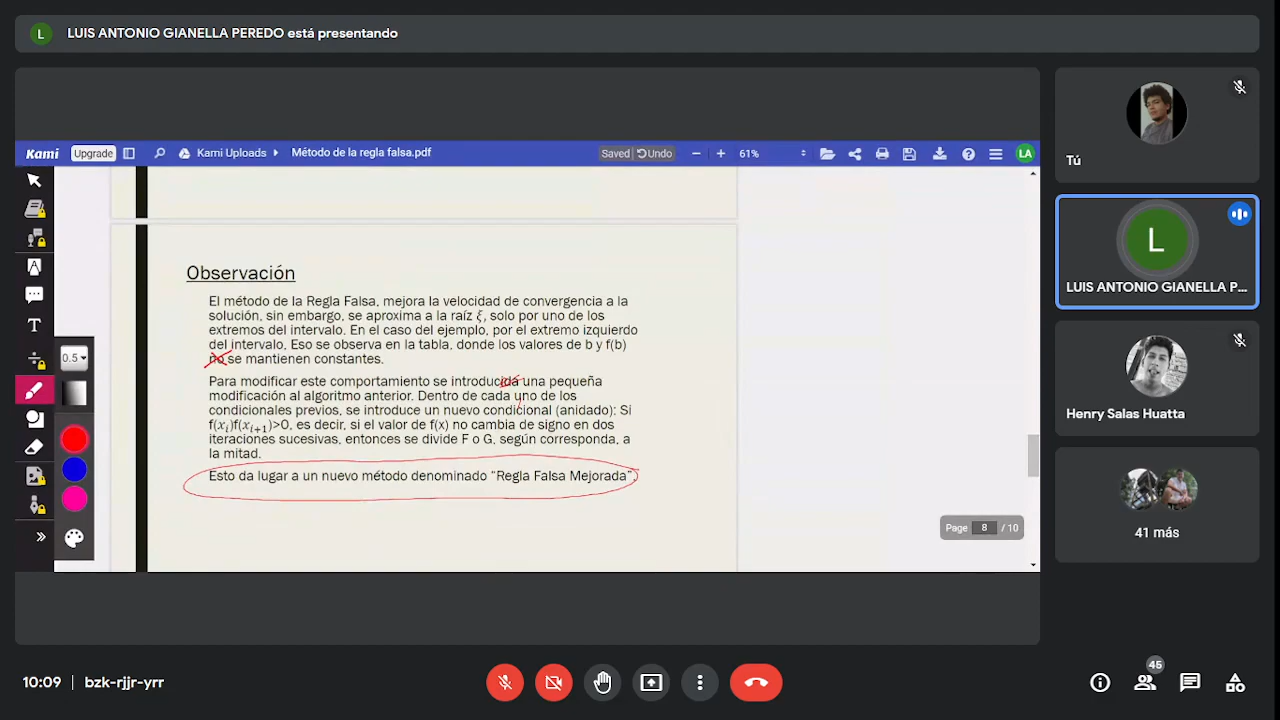 L
LUIS ANTONIO GIANELLA PEREDO está presentando
Kami
Upgrade
Kami Uploads
Método de la regla falsa.pdf
Saved
Undo
61%
LA
T
0.5
Observación
El método de la Regla Falsa, mejora la velocidad de convergencia a la
solución, sin embargo, se aproxima a la raíz ξ, solo por uno de los
extremos del intervalo. En el caso del ejemplo, por el extremo izquierdo
del intervalo. Eso se observa en la tabla, donde los valores de b y f(b)
no se mantienen constantes.
Para modificar este comportamiento se introducida una pequeña
modificación al algoritmo anterior. Dentro de cada uno de los
condicionales previos, se introduce un nuevo condicional (anidado): Si
f(xᵢ)f(xᵢ₊₁)>0, es decir, si el valor de f(x) no cambia de signo en dos
iteraciones sucesivas, entonces se divide F o G, según corresponda, a
la mitad.
Esto da lugar a un nuevo método denominado “Regla Falsa Mejorada”.
Page 8 / 10
Tú
L
LUIS ANTONIO GIANELLA P...
Henry Salas Huatta
41 más
10:09 | bzk-rjjr-yrr
45